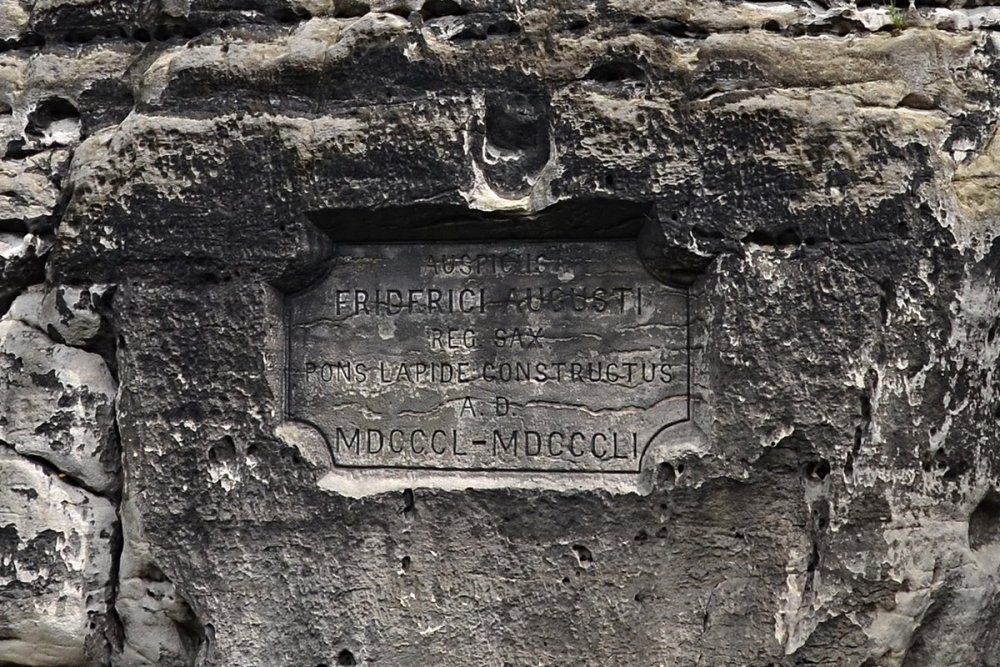 AUSPICIIS
FRIDERICI AUGUSTI
REG SAX
PONS LAPIDE CONSTRUCTUS
A. D.
MDCCCL-MDCCCLI